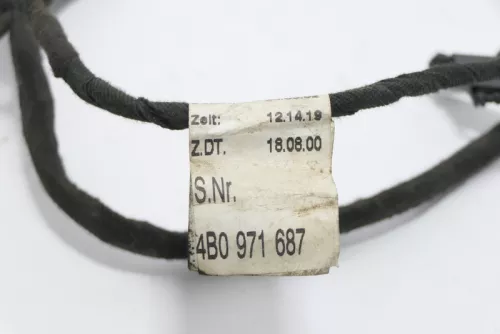 Zeit: 12.14.19
Z.DT. 18.08.00
S.Nr.
4B0 971 687